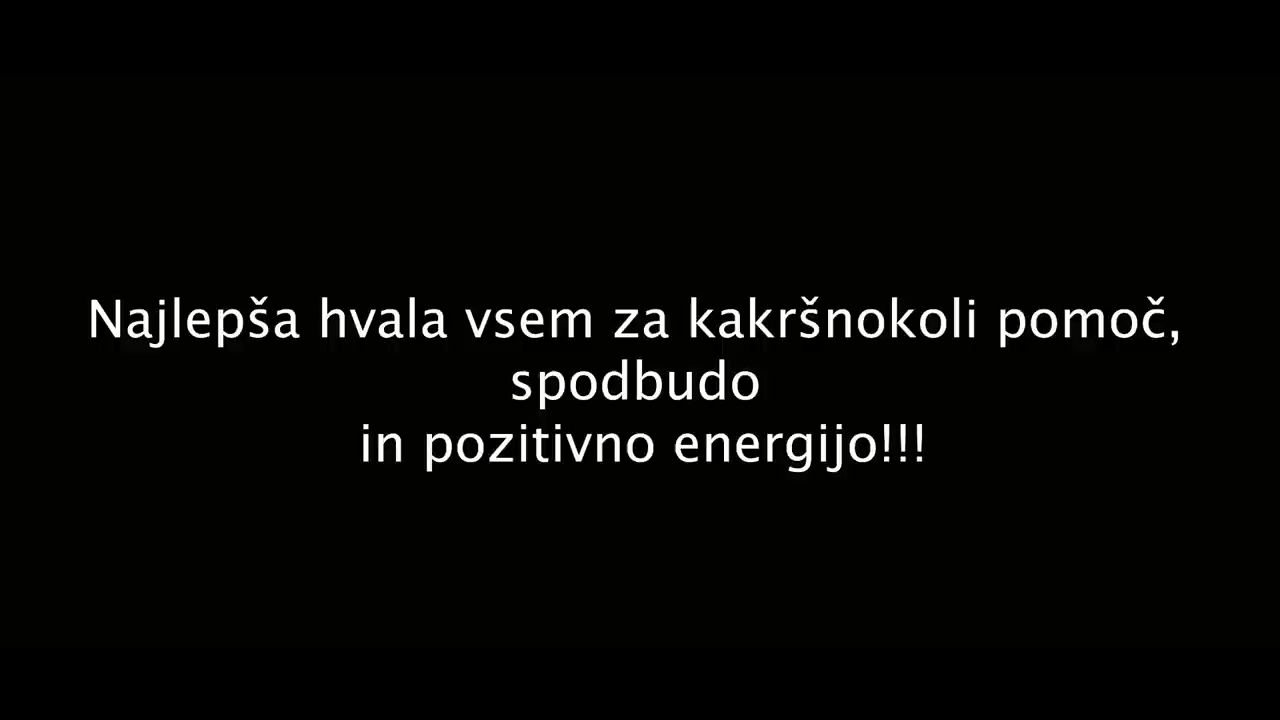 Najlepša hvala vsem za kakršnokoli pomoč,
spodbudo
in pozitivno energijo!!!